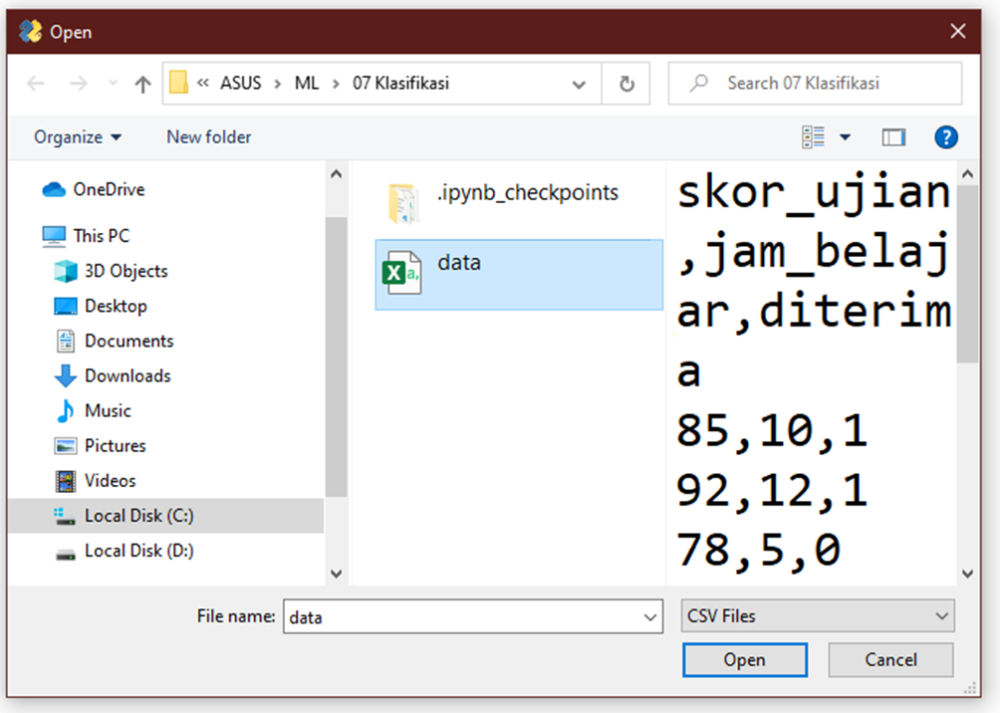 Open
« ASUS > ML > 07 Klasifikasi
Search 07 Klasifikasi
Organize
New folder
?
OneDrive
This PC
3D Objects
Desktop
Documents
Downloads
Music
Pictures
Videos
Local Disk (C:)
Local Disk (D:)
.ipynb_checkpoints
X a,
data
skor_ujian
,jam_belaj
ar,diterim
a
85,10,1
92,12,1
78,5,0
File name: data
CSV Files
Open
Cancel